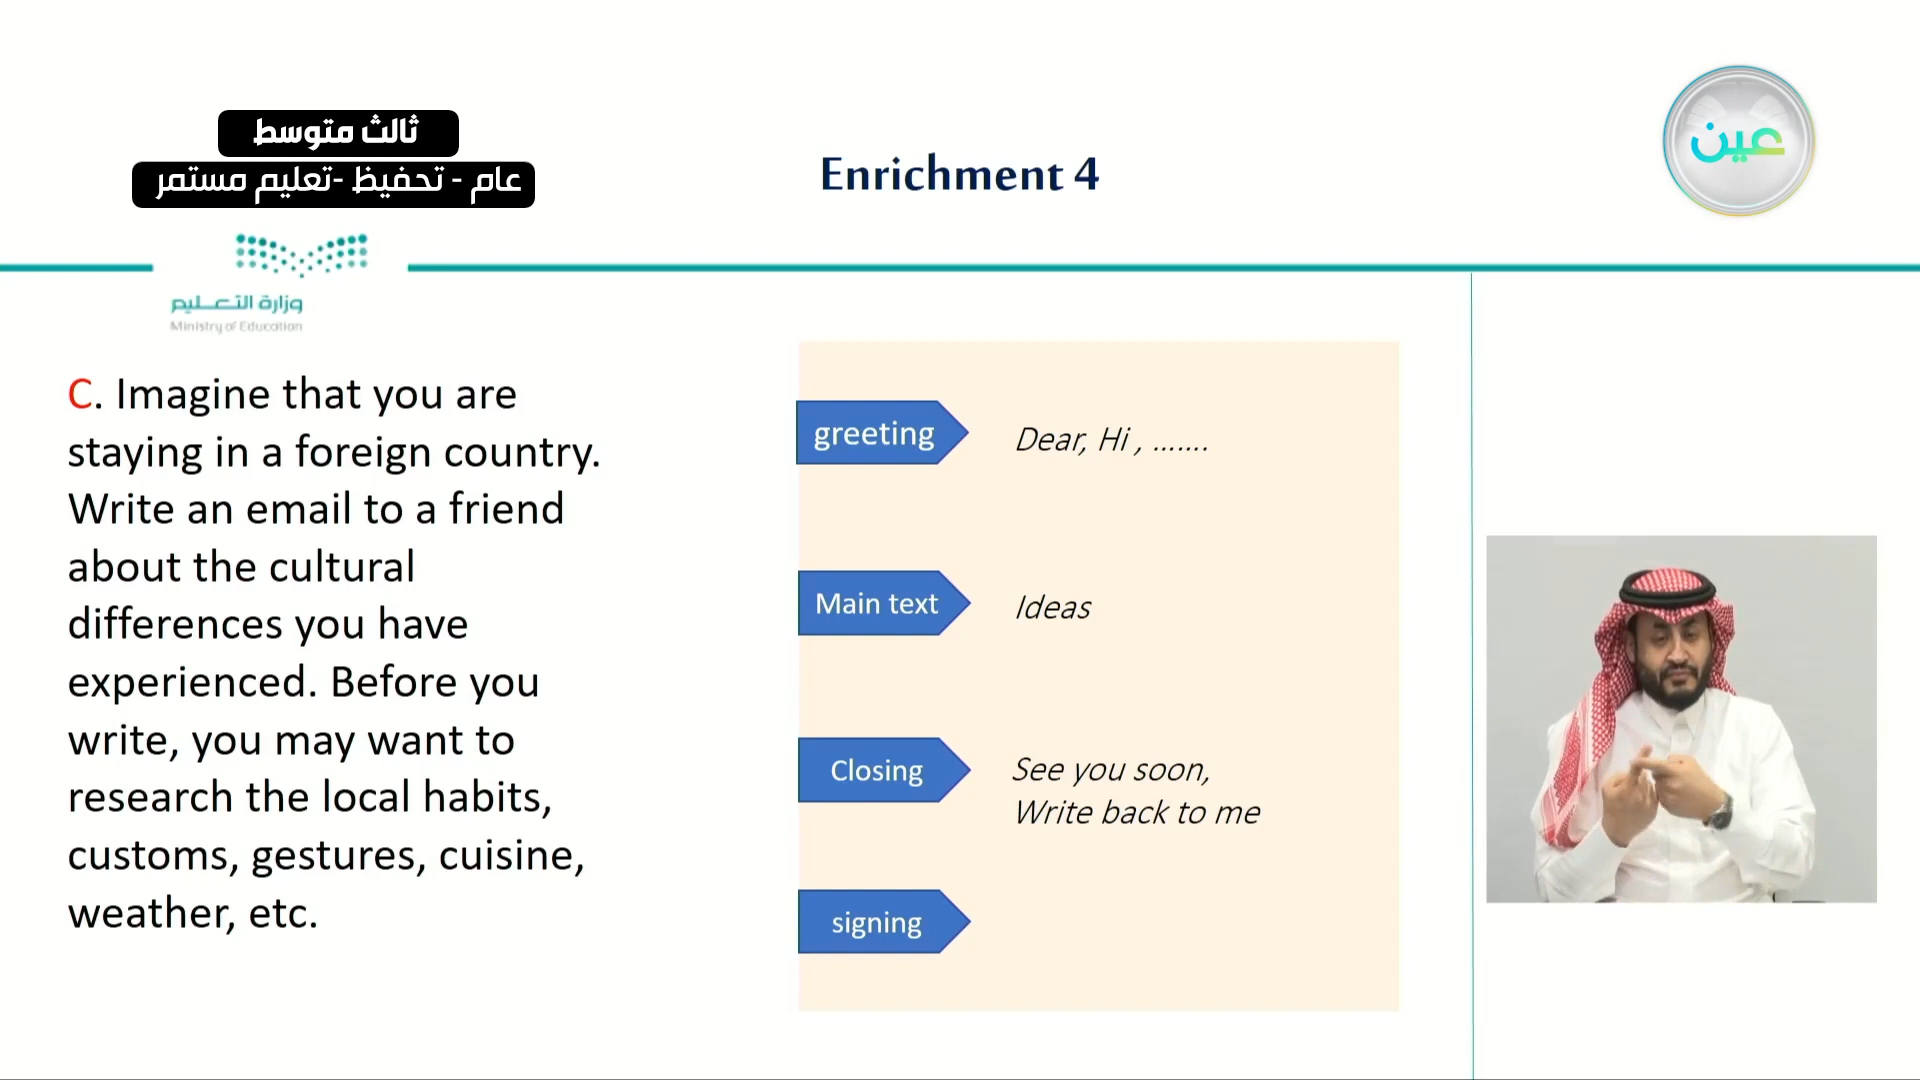 ثالث متوسط
عام - تحفيظ -تعليم مستمر
Enrichment 4
عين
وزارة التعـــليم
Ministry of Education
C. Imagine that you are
staying in a foreign country.
Write an email to a friend
about the cultural
differences you have
experienced. Before you
write, you may want to
research the local habits,
customs, gestures, cuisine,
weather, etc.
greeting
Dear, Hi , .......
Main text
Ideas
Closing
See you soon,
Write back to me
signing